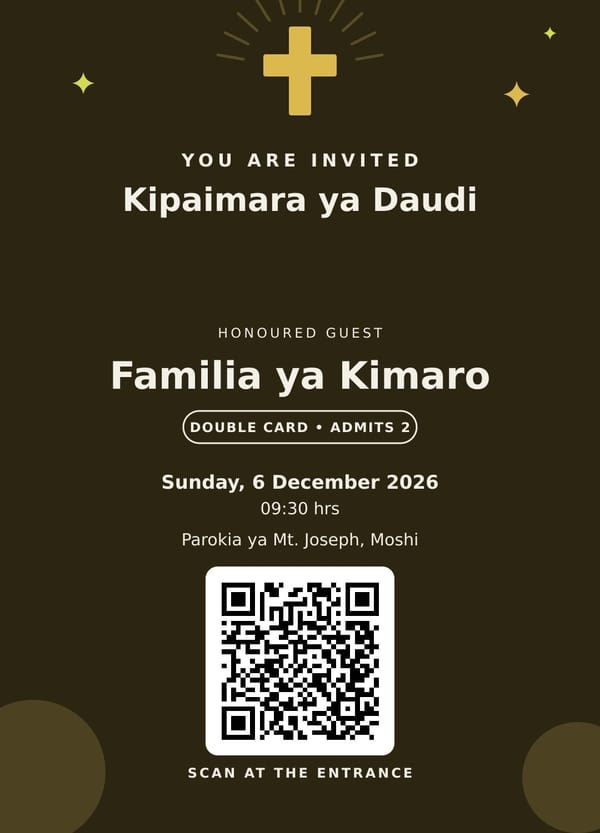 YOU ARE INVITED
Kipaimara ya Daudi
HONOURED GUEST
Familia ya Kimaro
DOUBLE CARD • ADMITS 2
Sunday, 6 December 2026
09:30 hrs
Parokia ya Mt. Joseph, Moshi
SCAN AT THE ENTRANCE